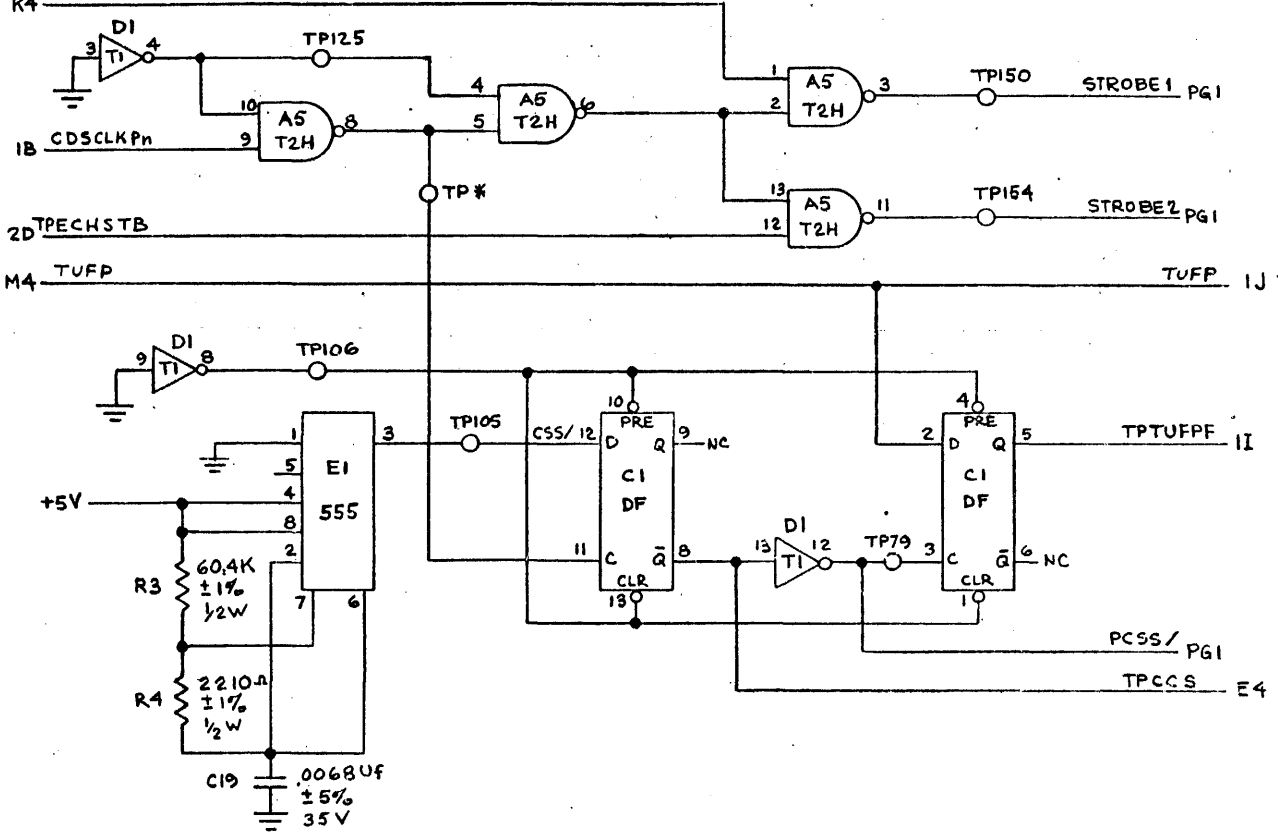 K4
D1
3 T1 4
TP125
10 A5 8
9 T2H
1B CDSCLKPn
4 A5 6
5 T2H
1 A5 3
2 T2H
TP150
STROBE1 PG1
TP*
13 A5 11
12 T2H
TP154
STROBE2 PG1
2D TPECHSTB
M4 TUFP
TUFP 1J
D1
9 T1 8
TP106
1
5
+5V 4
8
2
7
6
3
E1
555
TP105
CSS/ 12 D
10
PRE
Q 9 NC
C1
DF
11 C
Q̅ 8
CLR
13
D1
13 T1 12
TP79
4
PRE
2 D
Q 5
TPTUFPF 1I
C1
DF
3 C
Q̅ 6 NC
CLR
1
PCSS/ PG1
TPCCS E4
R3
60.4K
±1%
1/2W
R4
2210Ω
±1%
1/2W
C19
.0068Uf
±5%
35V